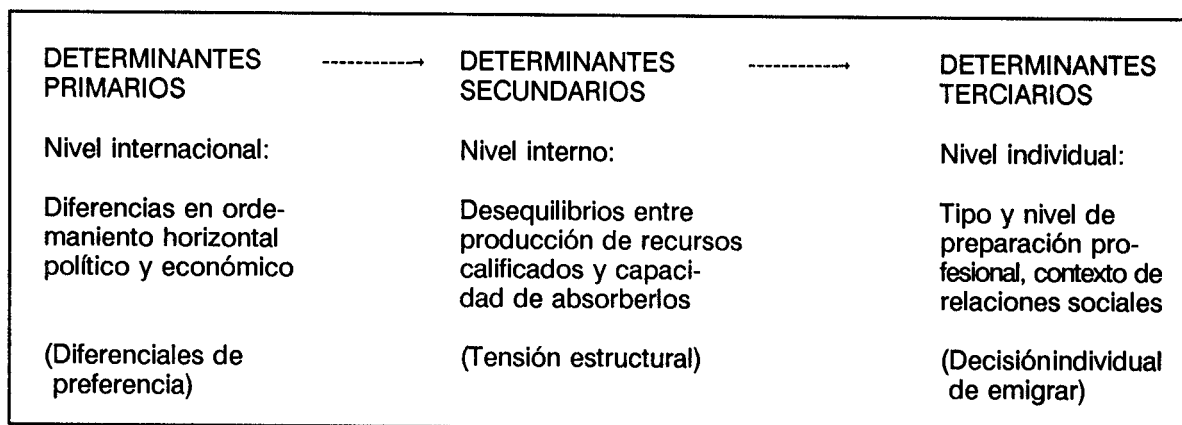 DETERMINANTES
PRIMARIOS
Nivel internacional:
Diferencias en orde-
maniento horizontal
político y económico
(Diferenciales de
preferencia)
DETERMINANTES
SECUNDARIOS
Nivel interno:
Desequilibrios entre
producción de recursos
calificados y capaci-
dad de absorberlos
(Tensión estructural)
DETERMINANTES
TERCIARIOS
Nivel individual:
Tipo y nivel de
preparación pro-
fesional, contexto de
relaciones sociales
(Decisiónindividual
de emigrar)